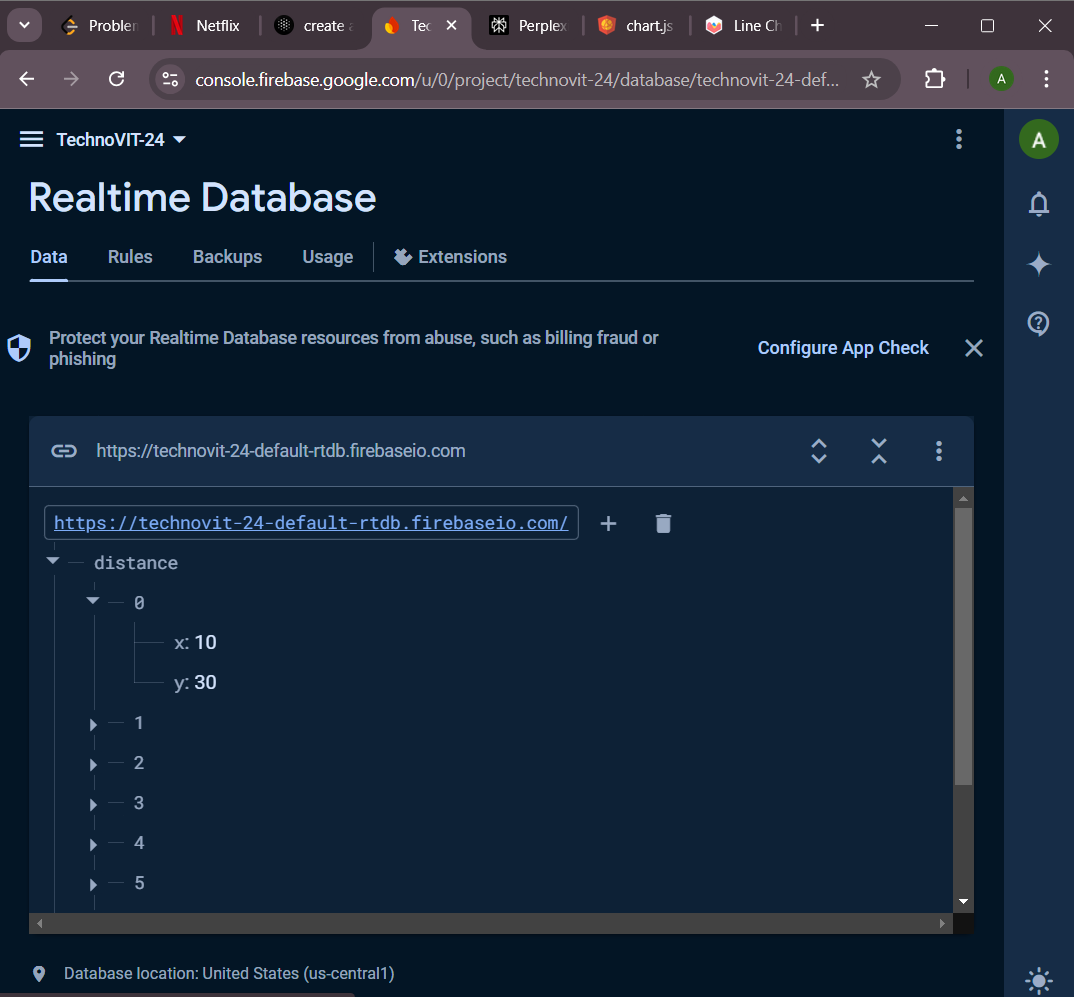 Problem
Netflix
create a
Tec
Perplex
chart.js
Line Ch
console.firebase.google.com/u/0/project/technovit-24/database/technovit-24-def...
A
TechnoVIT-24
A
Realtime Database
Data
Rules
Backups
Usage
Extensions
Protect your Realtime Database resources from abuse, such as billing fraud or
phishing
Configure App Check
https://technovit-24-default-rtdb.firebaseio.com
https://technovit-24-default-rtdb.firebaseio.com/
distance
0
x: 10
y: 30
1
2
3
4
5
Database location: United States (us-central1)